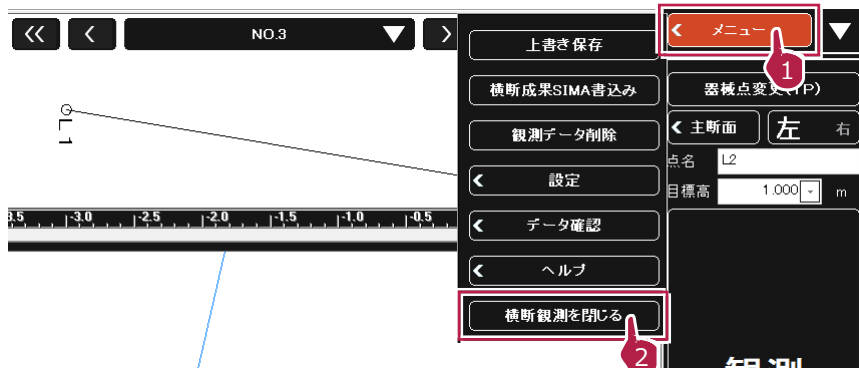 << < NO.3 ▼ >
上書き保存
横断成果SIMA書込み
観測データ削除
< 設定
< データ確認
< ヘルプ
横断観測を閉じる
2
< メニュー ▼
1
器械点変更(TP)
< 主断面 左 右
点名 L2
目標高 1.000 m
観測
L1
-3.0 -2.5 -2.0 -1.5 -1.0 -0.5